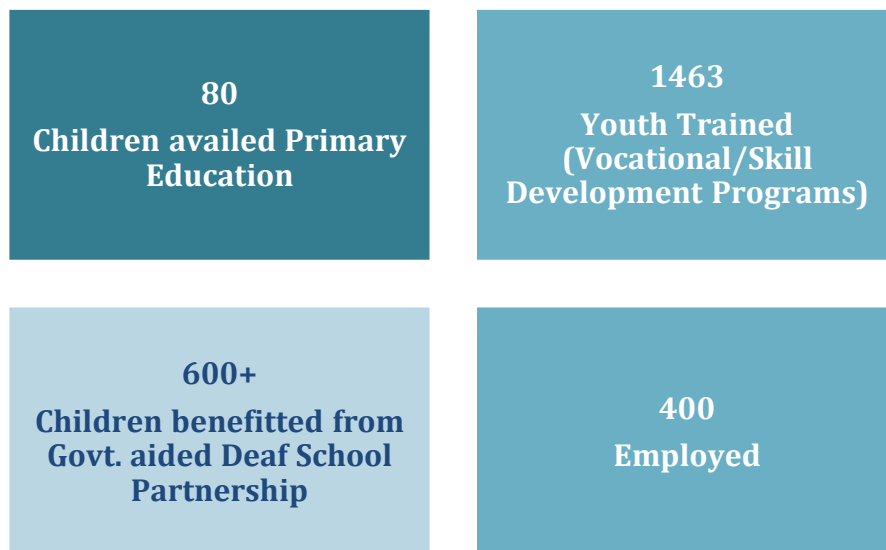 80
Children availed Primary
Education
1463
Youth Trained
(Vocational/Skill
Development Programs)
600+
Children benefitted from
Govt. aided Deaf School
Partnership
400
Employed